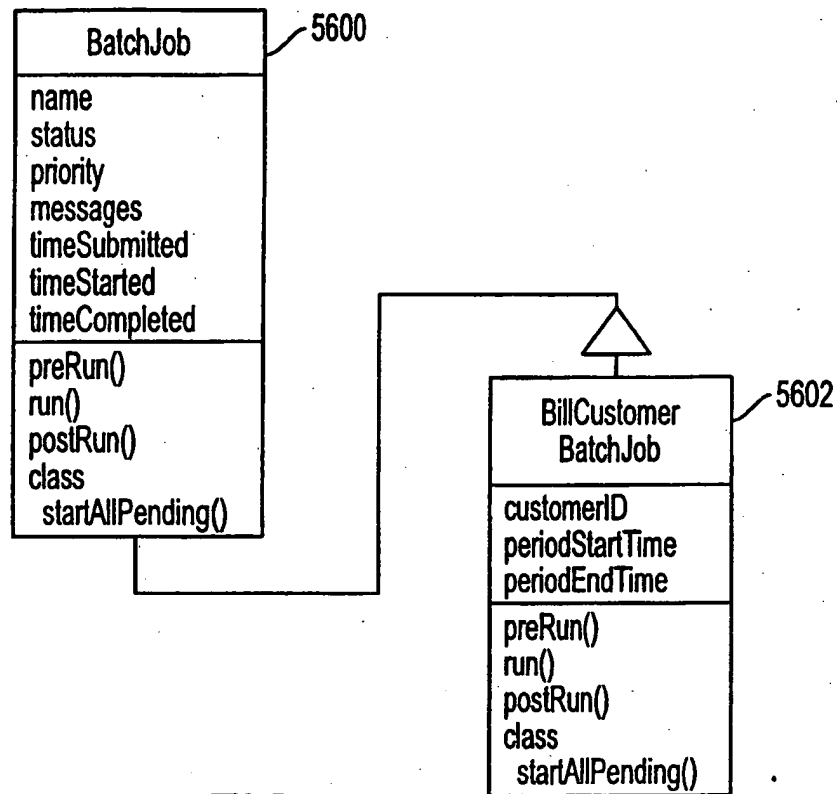 BatchJob
5600
name
status
priority
messages
timeSubmitted
timeStarted
timeCompleted
preRun()
run()
postRun()
class
startAllPending()
BillCustomer
BatchJob
5602
customerID
periodStartTime
periodEndTime
preRun()
run()
postRun()
class
startAllPending()